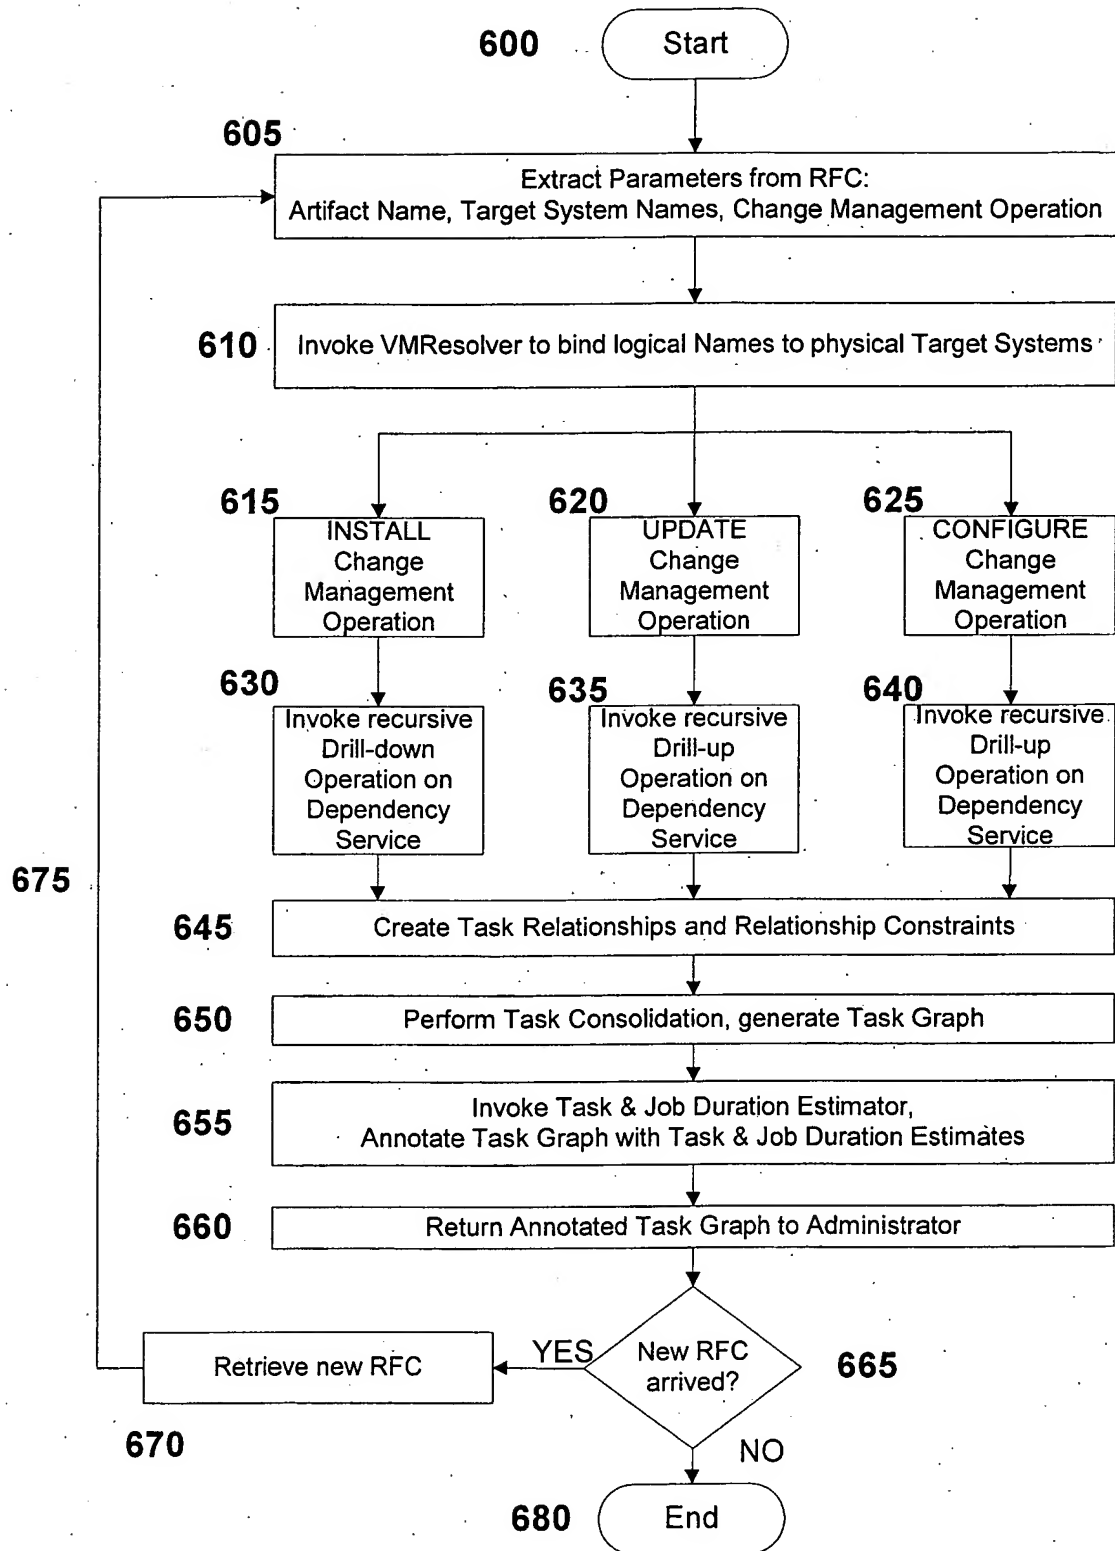 600
Start
605
Extract Parameters from RFC:
Artifact Name, Target System Names, Change Management Operation
610
Invoke VMResolver to bind logical Names to physical Target Systems
615
INSTALL
Change
Management
Operation
620
UPDATE
Change
Management
Operation
625
CONFIGURE
Change
Management
Operation
630
Invoke recursive
Drill-down
Operation on
Dependency
Service
635
Invoke recursive
Drill-up
Operation on
Dependency
Service
640
Invoke recursive
Drill-up
Operation on
Dependency
Service
675
645
Create Task Relationships and Relationship Constraints
650
Perform Task Consolidation, generate Task Graph
655
Invoke Task & Job Duration Estimator,
Annotate Task Graph with Task & Job Duration Estimates
660
Return Annotated Task Graph to Administrator
Retrieve new RFC
YES
New RFC
arrived?
665
670
NO
680
End